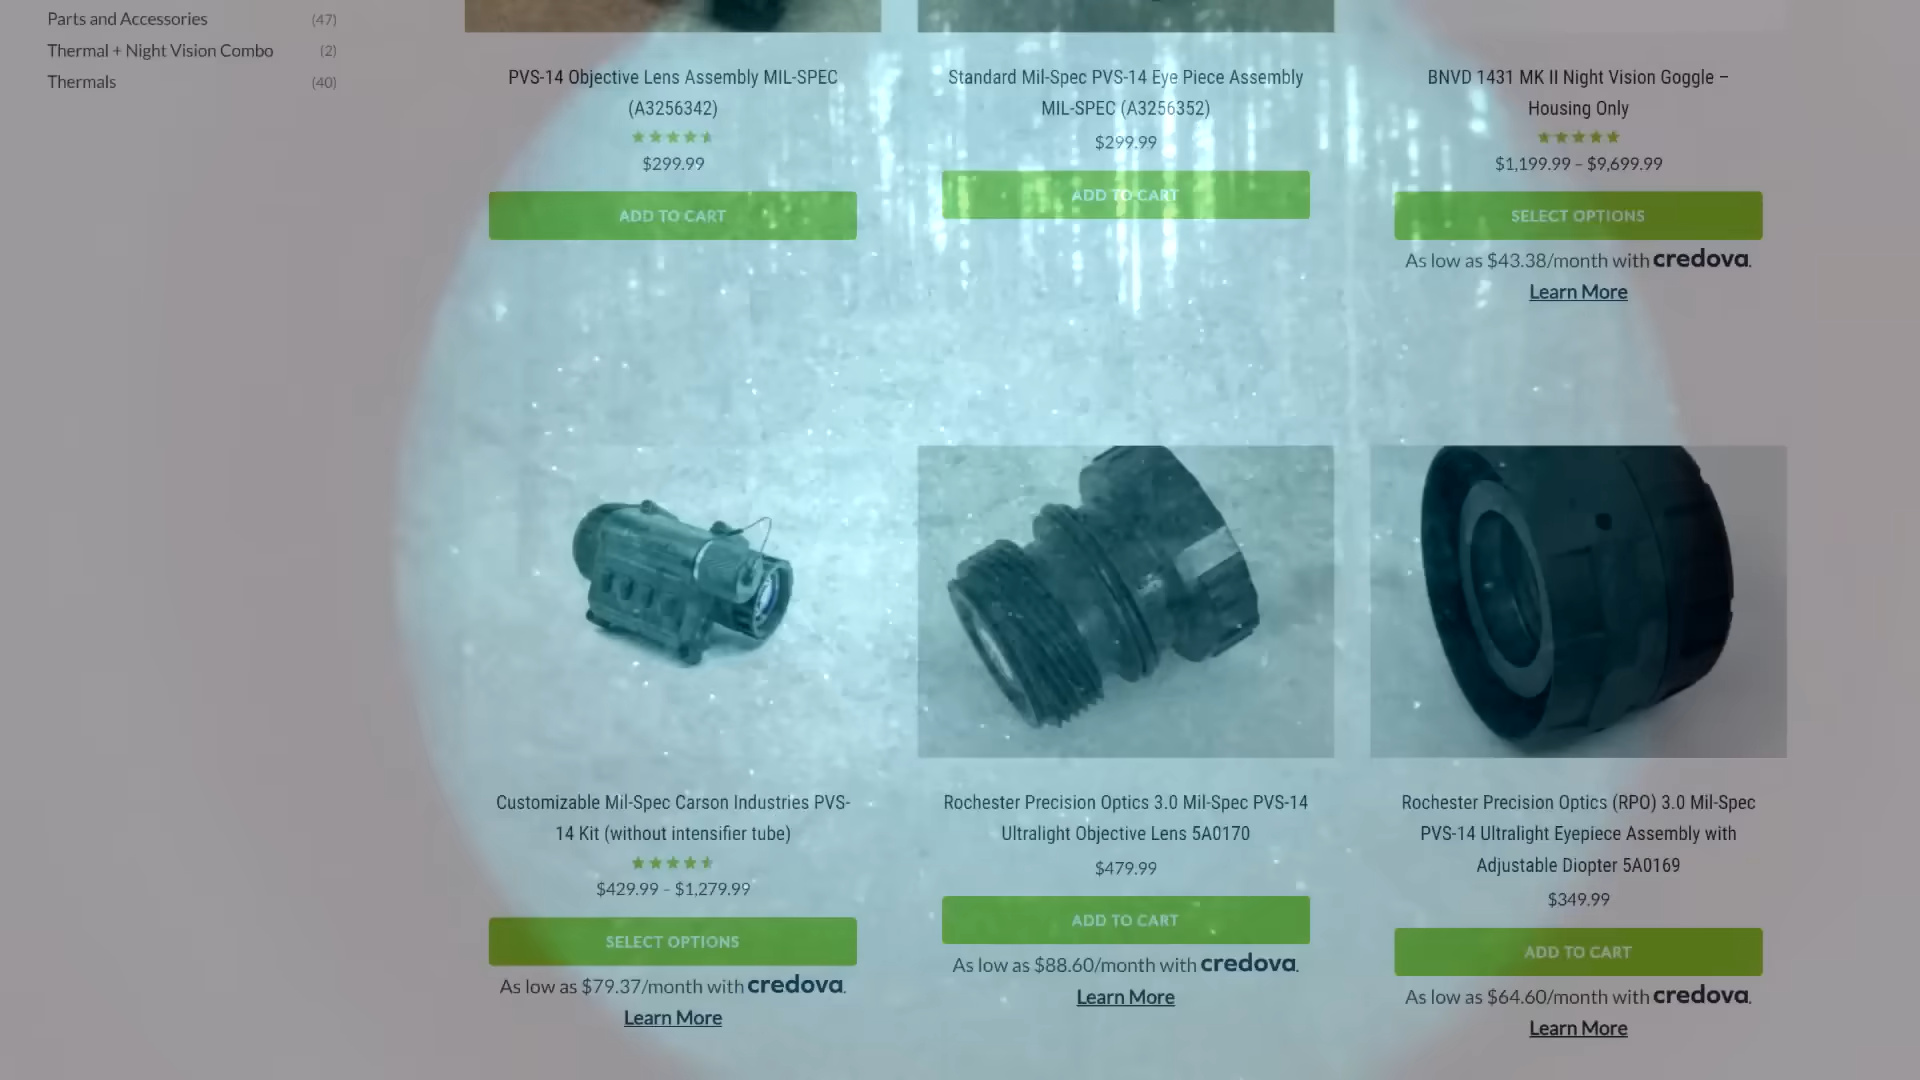 Parts and Accessories (47)
Thermal + Night Vision Combo (2)
Thermals (40)
PVS-14 Objective Lens Assembly MIL-SPEC
(A3256342)
$299.99
ADD TO CART
Standard Mil-Spec PVS-14 Eye Piece Assembly
MIL-SPEC (A3256352)
$299.99
ADD TO CART
BNVD 1431 MK II Night Vision Goggle –
Housing Only
$1,199.99 – $9,699.99
SELECT OPTIONS
As low as $43.38/month with credova.
Learn More
Customizable Mil-Spec Carson Industries PVS-
14 Kit (without intensifier tube)
$429.99 – $1,279.99
SELECT OPTIONS
As low as $79.37/month with credova.
Learn More
Rochester Precision Optics 3.0 Mil-Spec PVS-14
Ultralight Objective Lens 5A0170
$479.99
ADD TO CART
As low as $88.60/month with credova.
Learn More
Rochester Precision Optics (RPO) 3.0 Mil-Spec
PVS-14 Ultralight Eyepiece Assembly with
Adjustable Diopter 5A0169
$349.99
ADD TO CART
As low as $64.60/month with credova.
Learn More